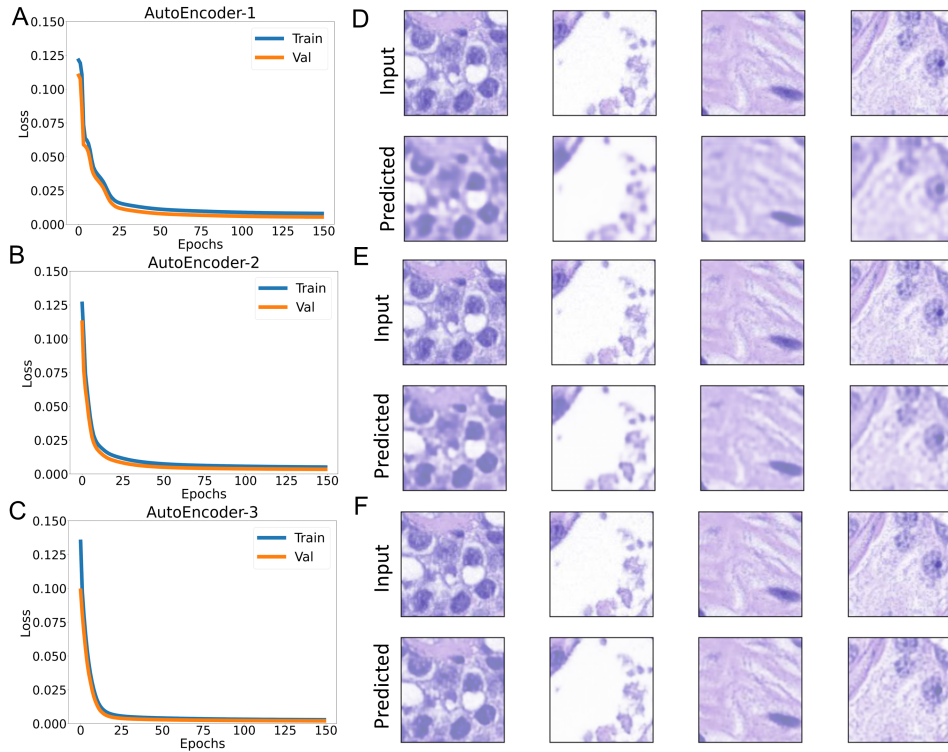 A
AutoEncoder-1
0.150
0.125
0.100
0.075
0.050
0.025
0.000
Loss
Train
Val
0 25 50 75 100 125 150
Epochs
B
AutoEncoder-2
0.150
0.125
0.100
0.075
0.050
0.025
0.000
Loss
Train
Val
0 25 50 75 100 125 150
Epochs
C
AutoEncoder-3
0.150
0.125
0.100
0.075
0.050
0.025
0.000
Loss
Train
Val
0 25 50 75 100 125 150
Epochs
D
Input
Predicted
E
Input
Predicted
F
Input
Predicted